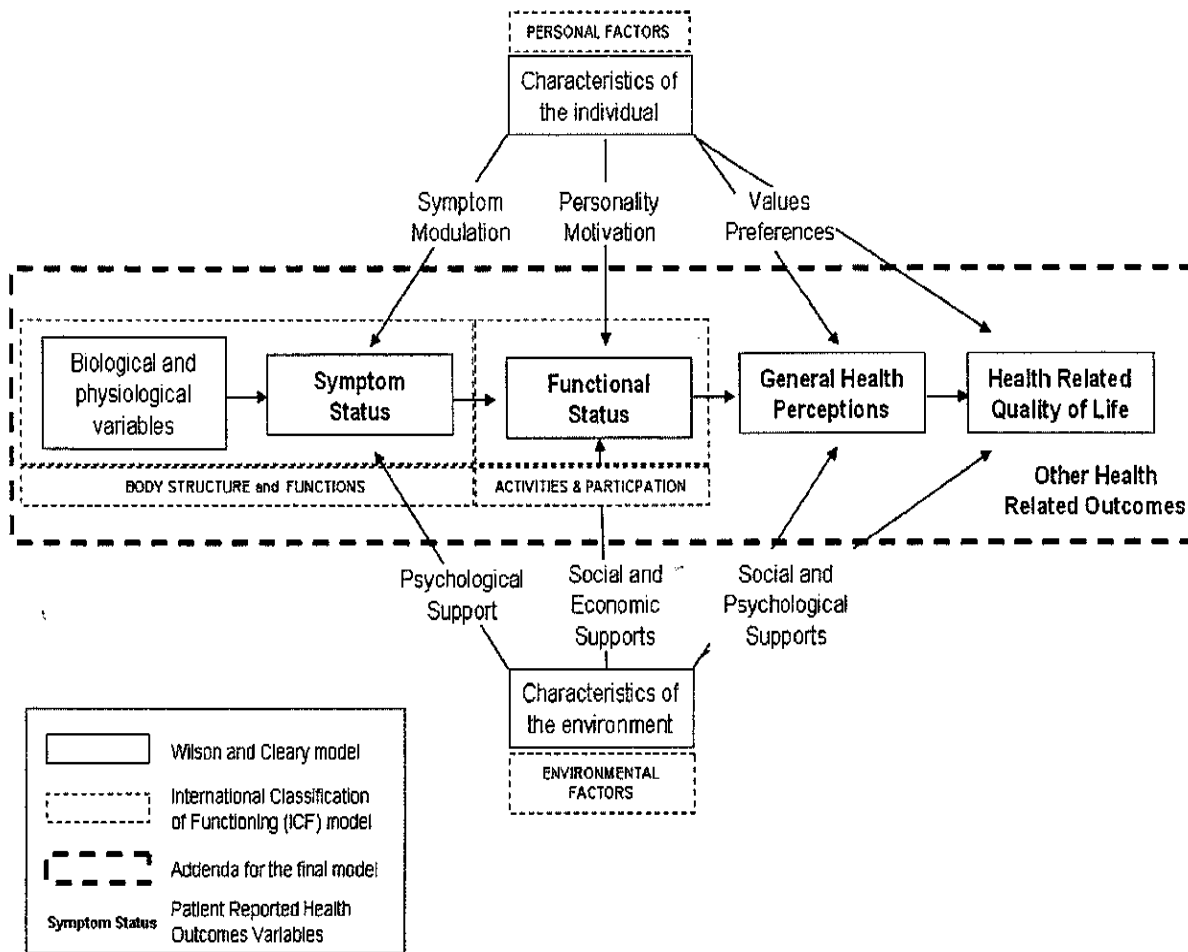 PERSONAL FACTORS
Characteristics of
the individual
Symptom
Modulation
Personality
Motivation
Values
Preferences
Biological and
physiological
variables
Symptom
Status
Functional
Status
General Health
Perceptions
Health Related
Quality of Life
BODY STRUCTURE and FUNCTIONS
ACTIVITIES & PARTICPATION
Other Health
Related Outcomes
Psychological
Support
Social and
Economic
Supports
Social and
Psychological
Supports
Characteristics of
the environment
ENVIRONMENTAL
FACTORS
Wilson and Cleary model
International Classification
of Functioning (ICF) model
Addenda for the final model
Symptom Status
Patient Reported Health
Outcomes Variables